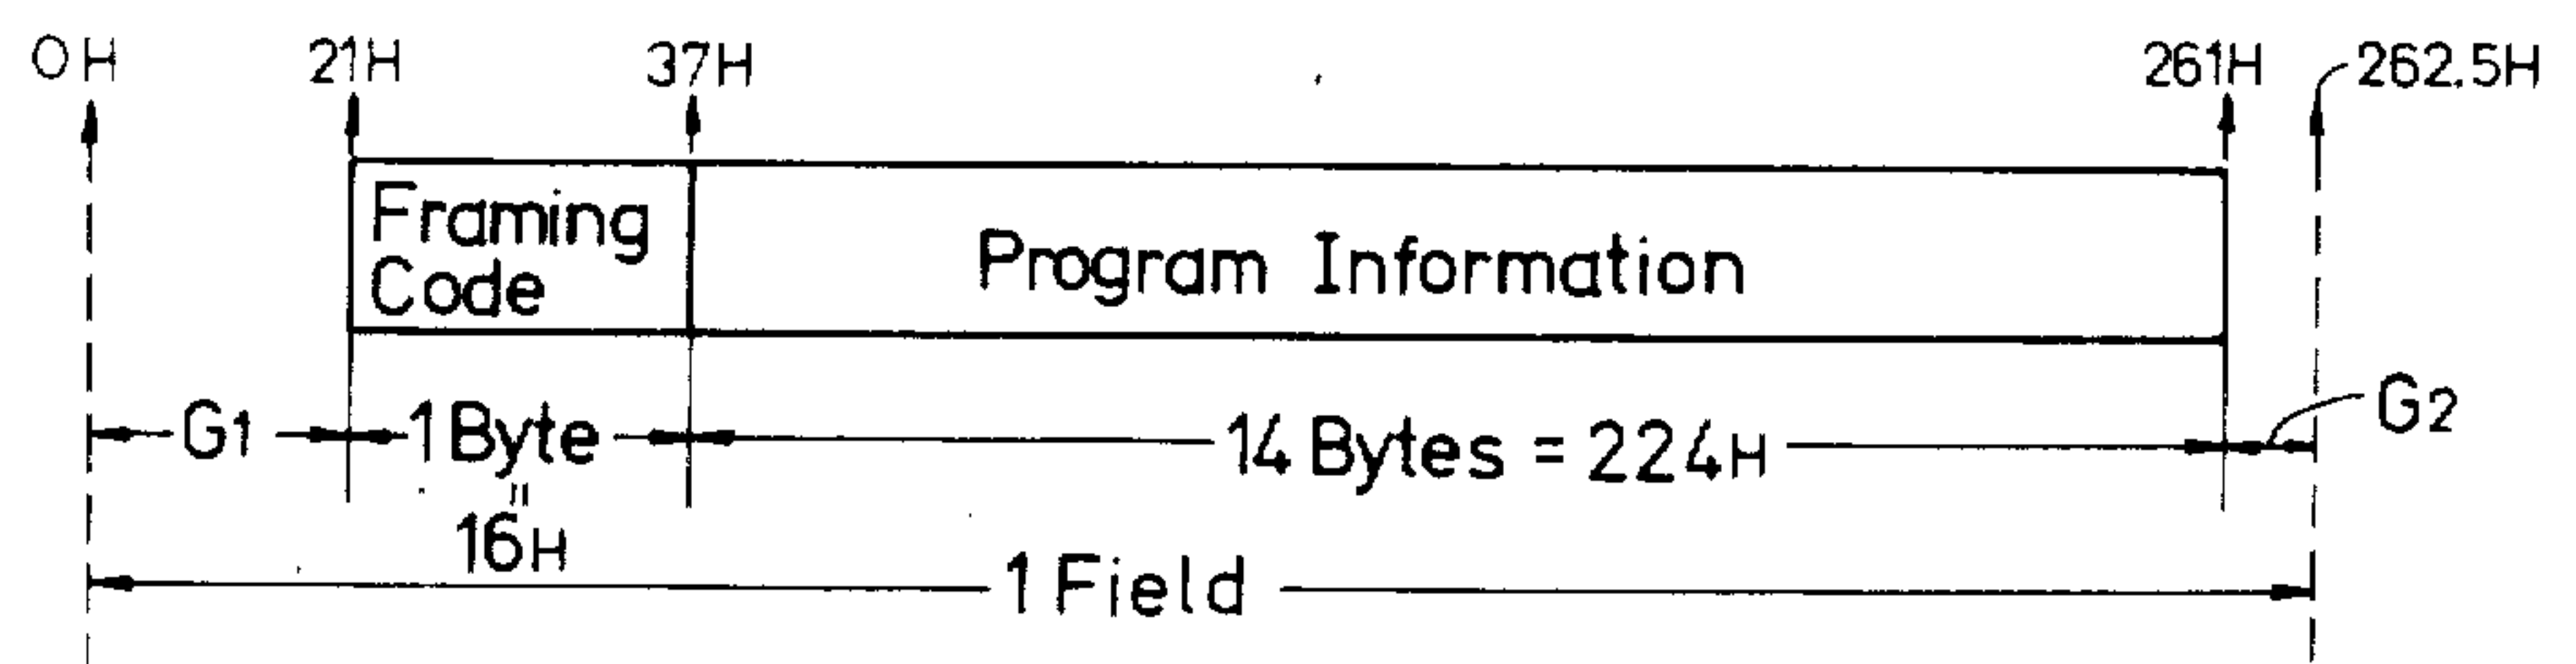 0H 21H 37H 261H 262.5H
Framing
Code
Program Information
G1 1 Byte 14 Bytes = 224H G2
"
16H
1 Field